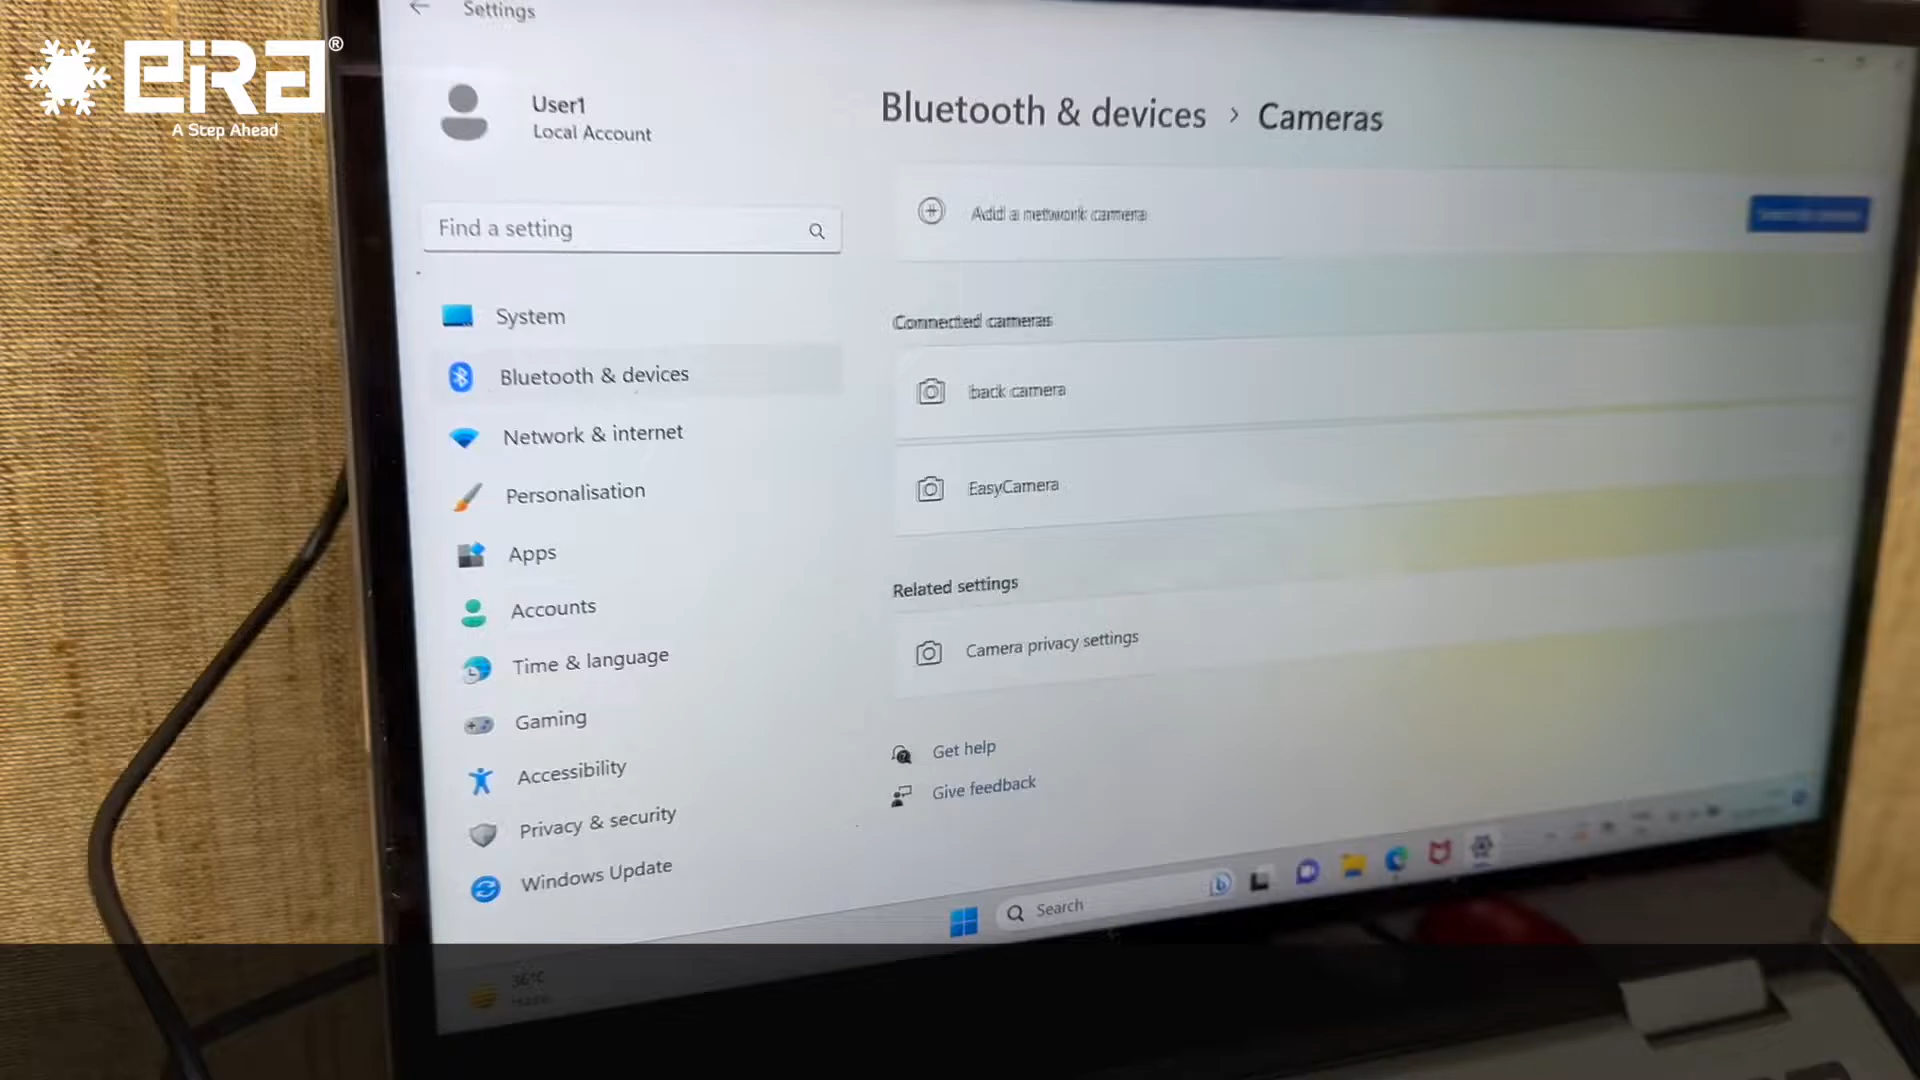 eiRa®
A Step Ahead
Settings
User1
Local Account
Find a setting
System
Bluetooth & devices
Network & internet
Personalisation
Apps
Accounts
Time & language
Gaming
Accessibility
Privacy & security
Windows Update
Bluetooth & devices › Cameras
Add a network camera
Connected cameras
back camera
EasyCamera
Related settings
Camera privacy settings
Get help
Give feedback
Search
36°C